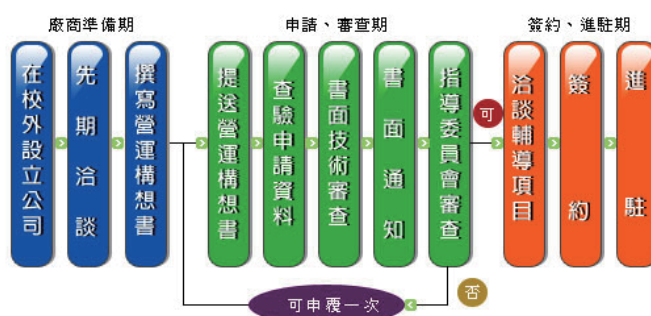 廠商準備期
申請、審查期
簽約、進駐期
在校外設立公司
先期洽談
撰寫營運構想書
提送營運構想書
查驗申請資料
書面技術審查
書面通知
指導委員會審查
可
洽談輔導項目
簽約
進駐
否
可申覆一次